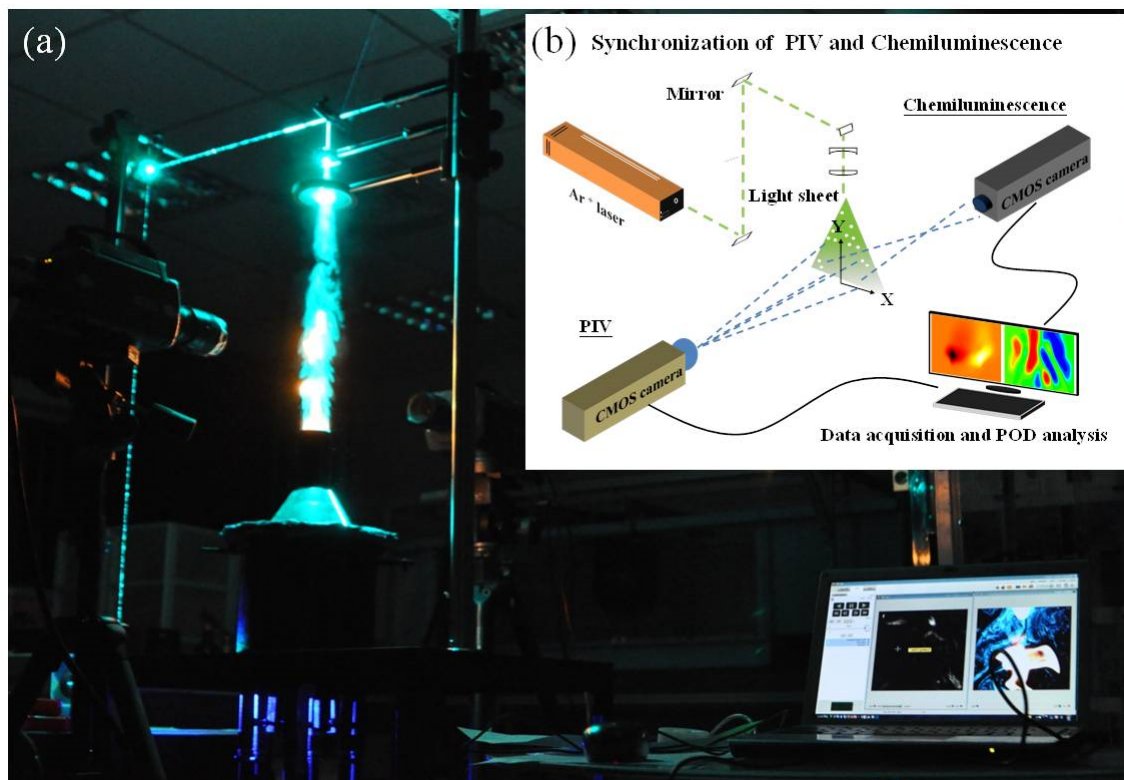 (a)
(b) Synchronization of PIV and Chemiluminescence
Mirror
Chemiluminescence
CMOS camera
Ar+ laser
Light sheet
Y
X
PIV
CMOS camera
Data acquisition and POD analysis